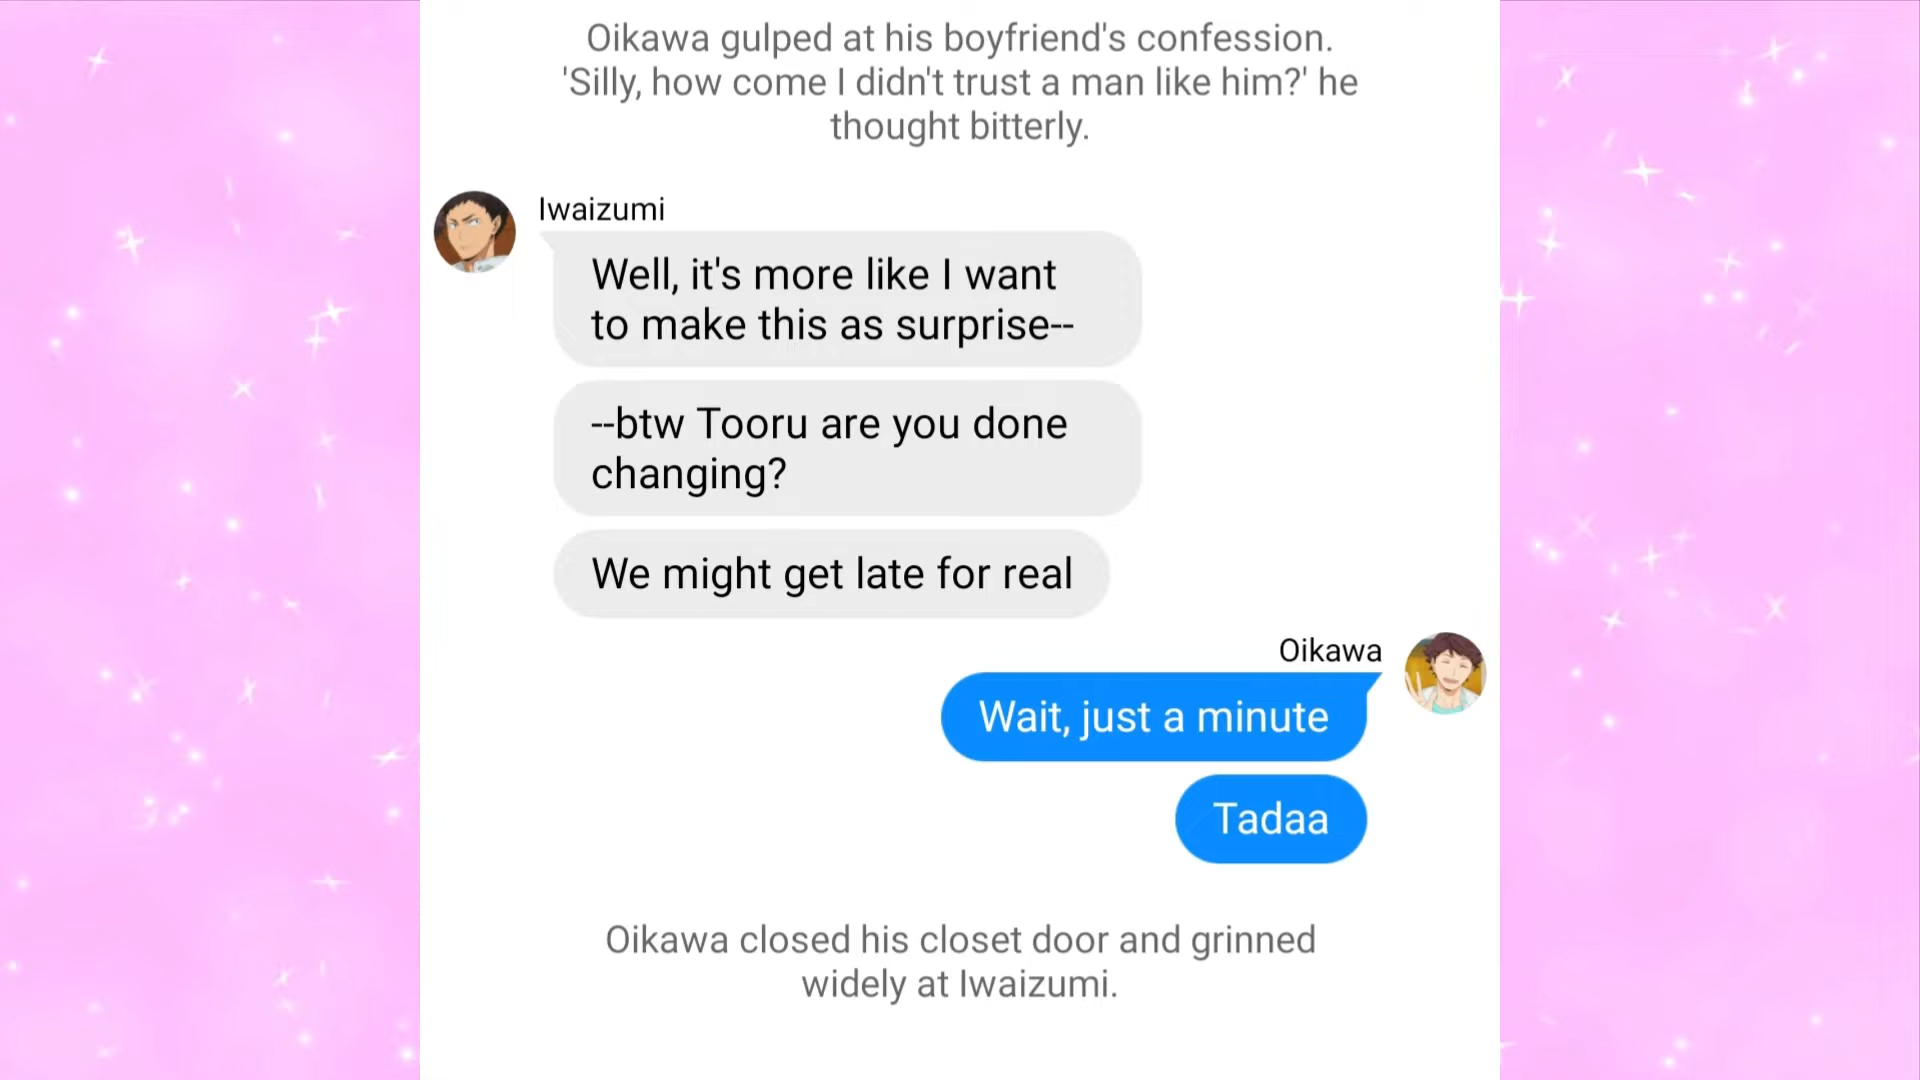 Oikawa gulped at his boyfriend's confession.
'Silly, how come I didn't trust a man like him?' he
thought bitterly.
Iwaizumi
Well, it's more like I want
to make this as surprise--
--btw Tooru are you done
changing?
We might get late for real
Oikawa
Wait, just a minute
Tadaa
Oikawa closed his closet door and grinned
widely at Iwaizumi.